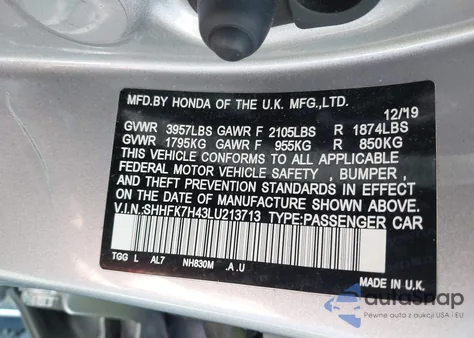 MFD.BY HONDA OF THE U.K. MFG.,LTD.
12/'19
GVWR 3957LBS GAWR F 2105LBS R 1874LBS
GVWR 1795KG GAWR F 955KG R 850KG
THIS VEHICLE CONFORMS TO ALL APPLICABLE
FEDERAL MOTOR VEHICLE SAFETY , BUMPER ,
AND THEFT PREVENTION STANDARDS IN EFFECT
ON THE DATE OF MANUFACTURE SHOWN ABOVE.
V.I.N.:SHHFK7H43LU213713 TYPE:PASSENGER CAR
TGG L AL7 NH830M .A .U
MADE IN U.K.
autosnap
Pewne auta z aukcji USA i EU